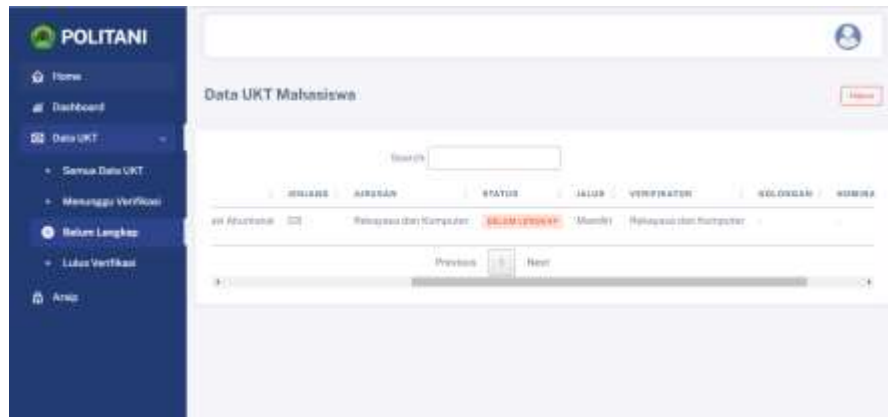 POLITANI
Home
Dashboard
Data UKT
Semua Data UKT
Menunggu Verifikasi
Belum Lengkap
Lulus Verifikasi
Arsip
Data UKT Mahasiswa
Search
JENJANG JURUSAN STATUS JALUR VERIFIKATOR GOLONGAN NOMINA
Rekayasa dan Komputer BELUM LENGKAP Mandiri Rekayasa dan Komputer - -
Previous 1 Next